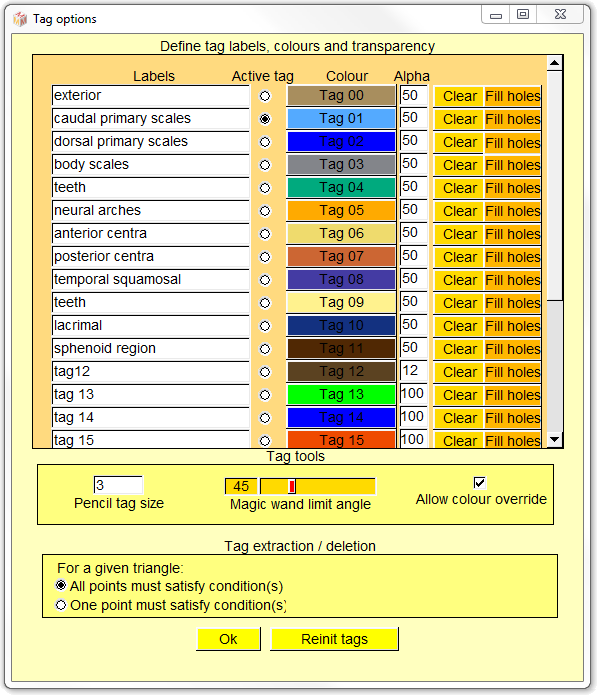 Tag options
Define tag labels, colours and transparency
Labels Active tag Colour Alpha
exterior Tag 00 50 Clear Fill holes
caudal primary scales Tag 01 50 Clear Fill holes
dorsal primary scales Tag 02 50 Clear Fill holes
body scales Tag 03 50 Clear Fill holes
teeth Tag 04 50 Clear Fill holes
neural arches Tag 05 50 Clear Fill holes
anterior centra Tag 06 50 Clear Fill holes
posterior centra Tag 07 50 Clear Fill holes
temporal squamosal Tag 08 50 Clear Fill holes
teeth Tag 09 50 Clear Fill holes
lacrimal Tag 10 50 Clear Fill holes
sphenoid region Tag 11 50 Clear Fill holes
tag12 Tag 12 12 Clear Fill holes
tag 13 Tag 13 100 Clear Fill holes
tag 14 Tag 14 100 Clear Fill holes
tag 15 Tag 15 100 Clear Fill holes
Tag tools
3 45
Pencil tag size Magic wand limit angle Allow colour override
Tag extraction / deletion
For a given triangle:
All points must satisfy condition(s)
One point must satisfy condition(s)
Ok Reinit tags